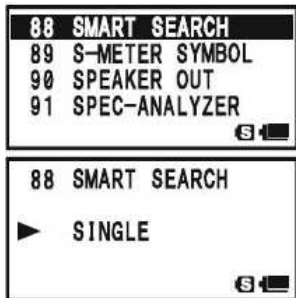 88 SMART SEARCH
89 S-METER SYMBOL
90 SPEAKER OUT
91 SPEC-ANALYZER
S
88 SMART SEARCH
SINGLE
S